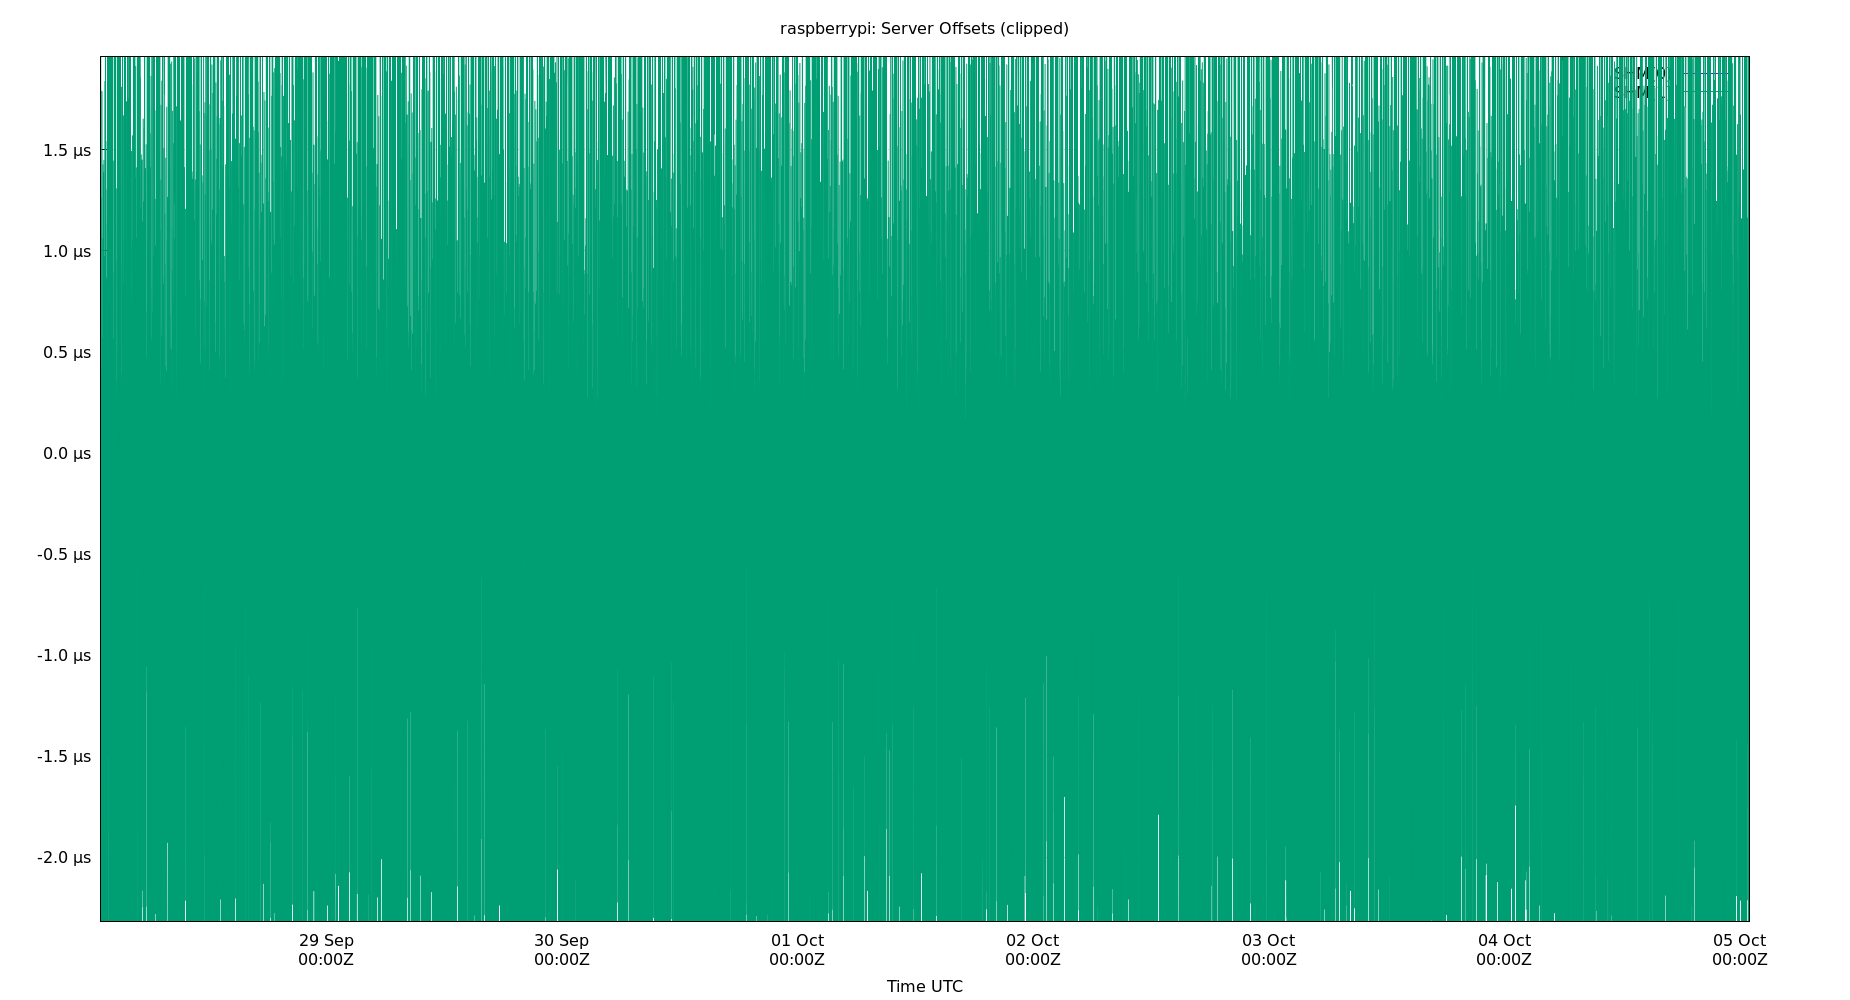 raspberrypi: Server Offsets (clipped)
1.5 µs
1.0 µs
0.5 µs
0.0 µs
-0.5 µs
-1.0 µs
-1.5 µs
-2.0 µs
29 Sep 30 Sep 01 Oct 02 Oct 03 Oct 04 Oct 05 Oct
00:00Z 00:00Z 00:00Z 00:00Z 00:00Z 00:00Z 00:00Z
Time UTC